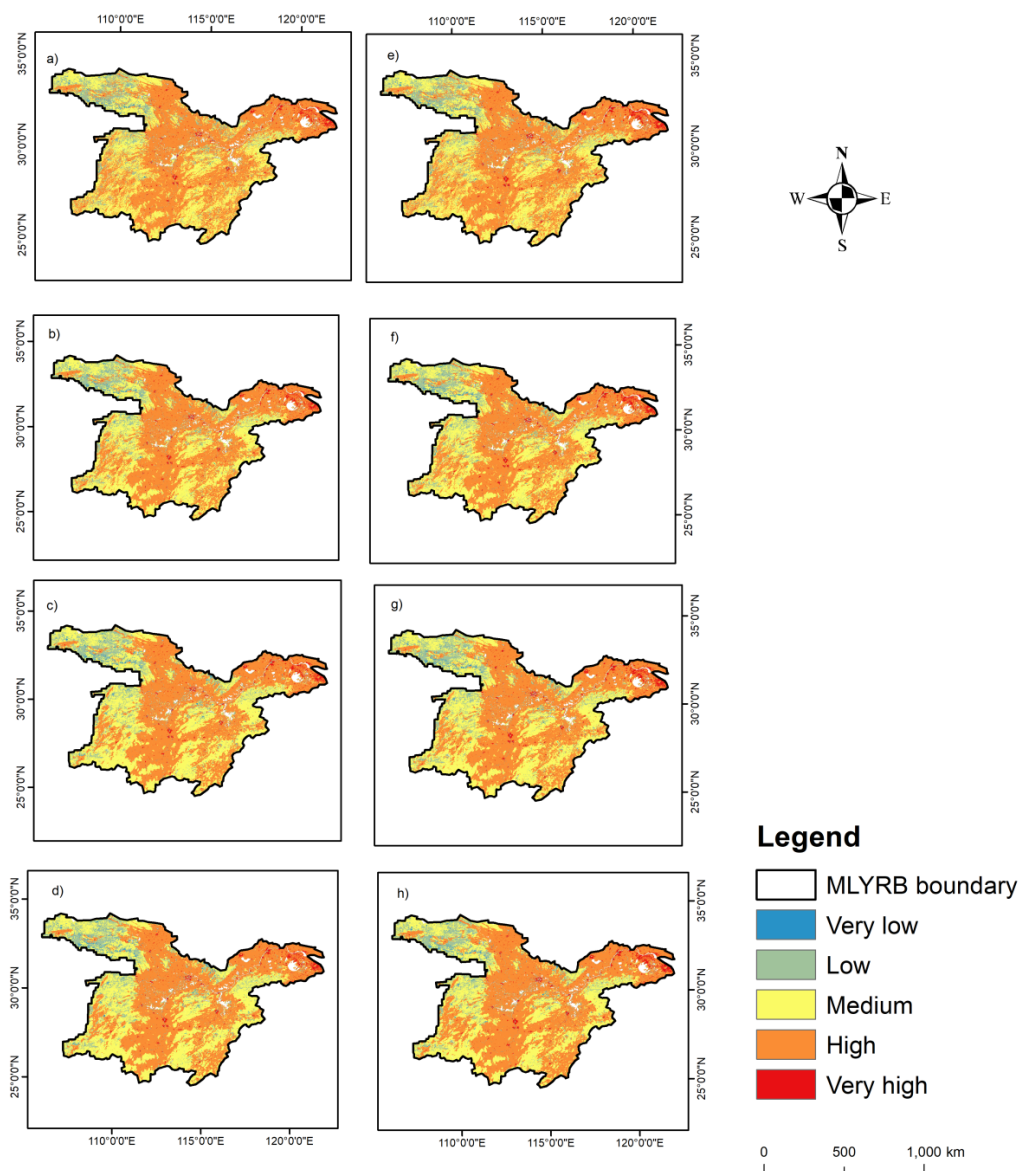 110°0'0"E 115°0'0"E 120°0'0"E
110°0'0"E 115°0'0"E 120°0'0"E
35°0'0"N
30°0'0"N
25°0'0"N
a)
e)
35°0'0"N
30°0'0"N
25°0'0"N
N
W E
S
35°0'0"N
30°0'0"N
25°0'0"N
b)
f)
35°0'0"N
30°0'0"N
25°0'0"N
35°0'0"N
30°0'0"N
25°0'0"N
c)
g)
35°0'0"N
30°0'0"N
25°0'0"N
35°0'0"N
30°0'0"N
25°0'0"N
d)
h)
35°0'0"N
30°0'0"N
25°0'0"N
110°0'0"E 115°0'0"E 120°0'0"E
110°0'0"E 115°0'0"E 120°0'0"E
Legend
MLYRB boundary
Very low
Low
Medium
High
Very high
0 500 1,000 km